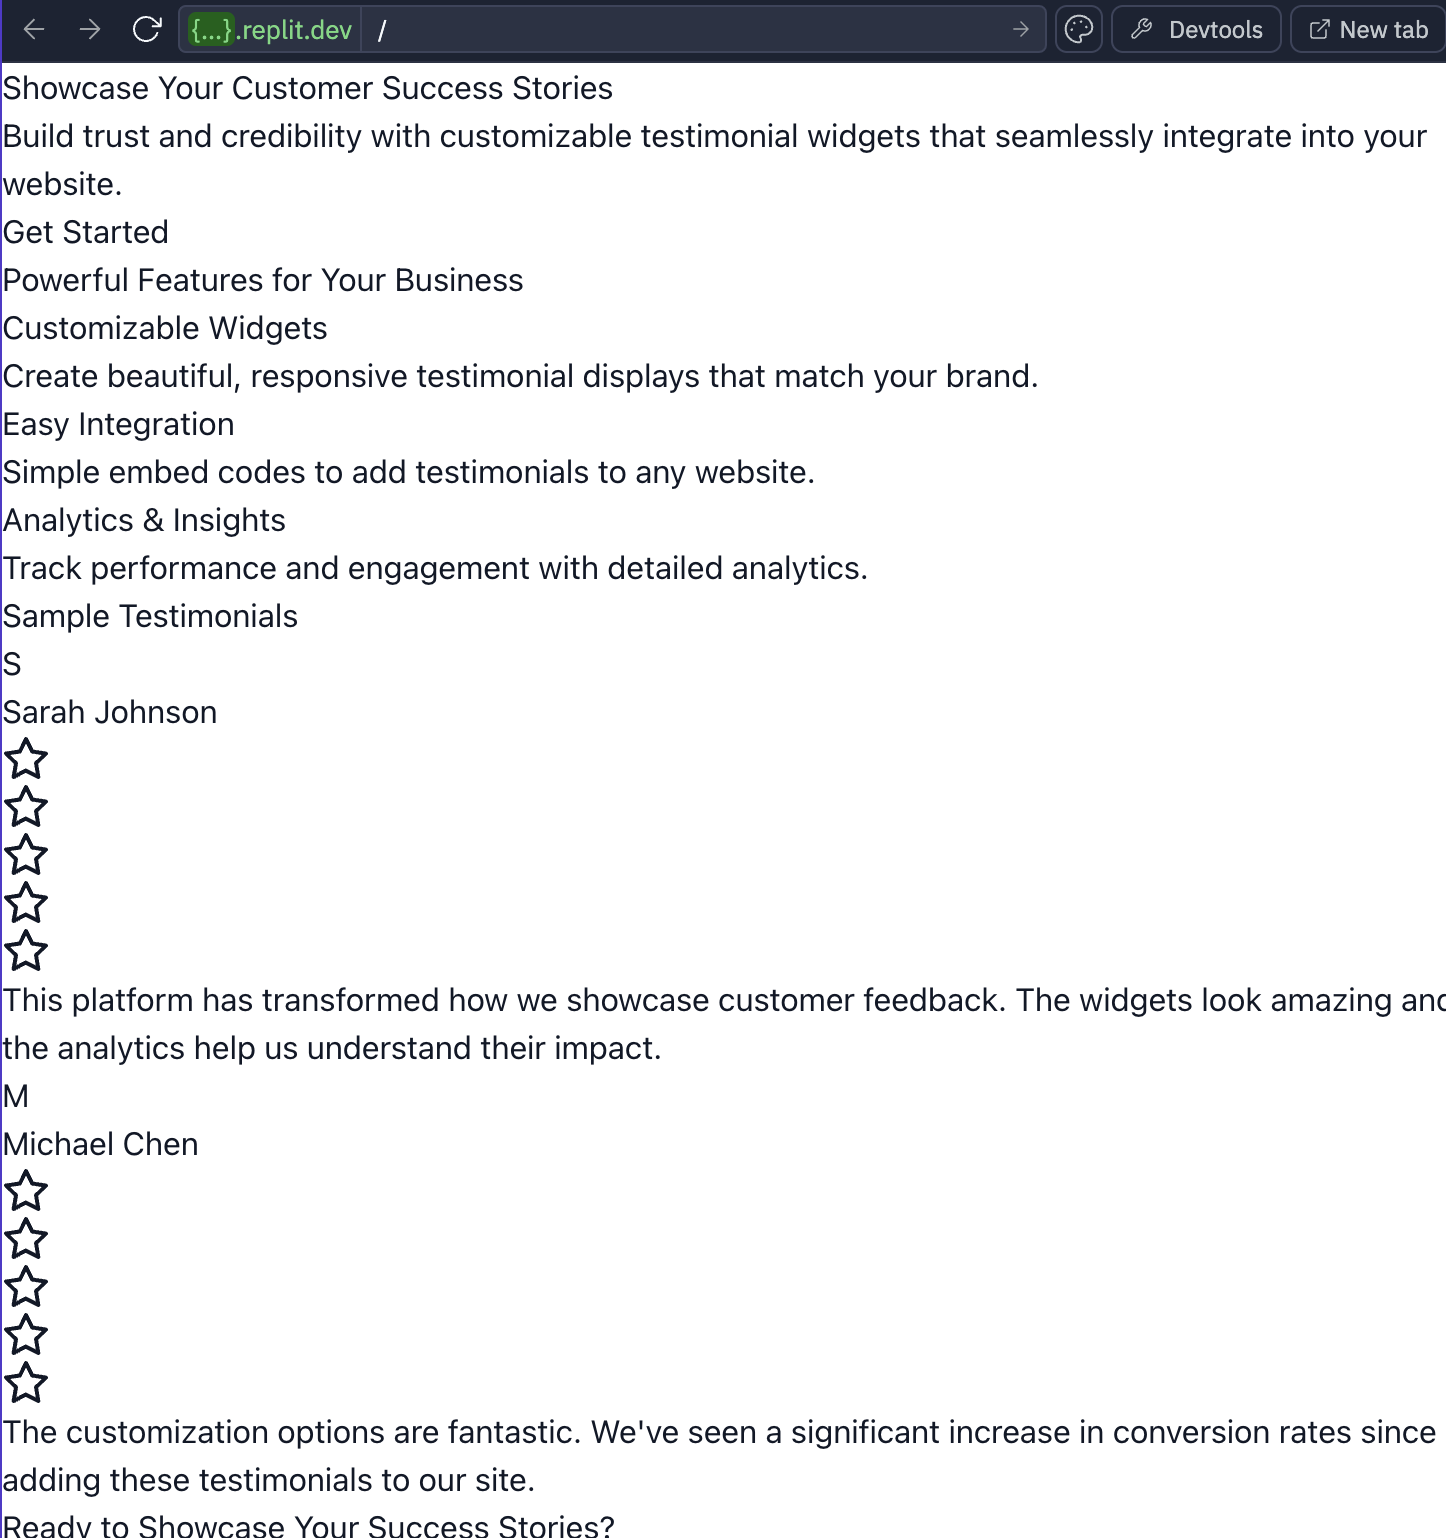 {...}.replit.dev / Devtools New tab
Showcase Your Customer Success Stories
Build trust and credibility with customizable testimonial widgets that seamlessly integrate into your
website.
Get Started
Powerful Features for Your Business
Customizable Widgets
Create beautiful, responsive testimonial displays that match your brand.
Easy Integration
Simple embed codes to add testimonials to any website.
Analytics & Insights
Track performance and engagement with detailed analytics.
Sample Testimonials
S
Sarah Johnson
This platform has transformed how we showcase customer feedback. The widgets look amazing and
the analytics help us understand their impact.
M
Michael Chen
The customization options are fantastic. We've seen a significant increase in conversion rates since
adding these testimonials to our site.
Ready to Showcase Your Success Stories?